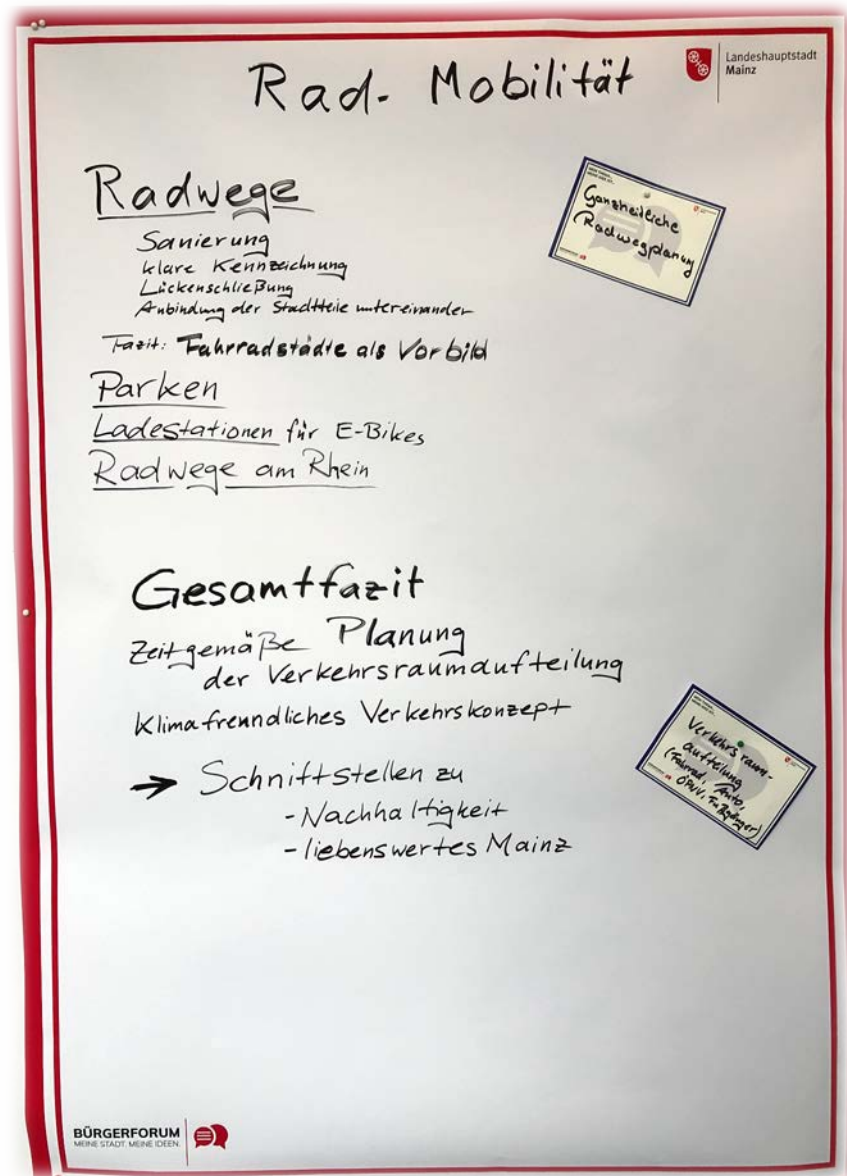 Rad- Mobilität
Landeshauptstadt
Mainz
Radwege
Sanierung
klare Kennzeichnung
Lückenschließung
Anbindung der Stadtteile untereinander
Fazit: Fahrradstädte als Vorbild
Parken
Ladestationen für E-Bikes
Radwege am Rhein
Ganzheitliche
Radwegplanung
Gesamtfazit
Zeitgemäße Planung
der Verkehrsraumaufteilung
Klimafreundliches Verkehrskonzept
→ Schnittstellen zu
- Nachhaltigkeit
- liebenswertes Mainz
Verkehrsraum-
aufteilung
(Fahrrad, Auto,
ÖPNV, Fußgänger)
BÜRGERFORUM
MEINE STADT. MEINE IDEEN.